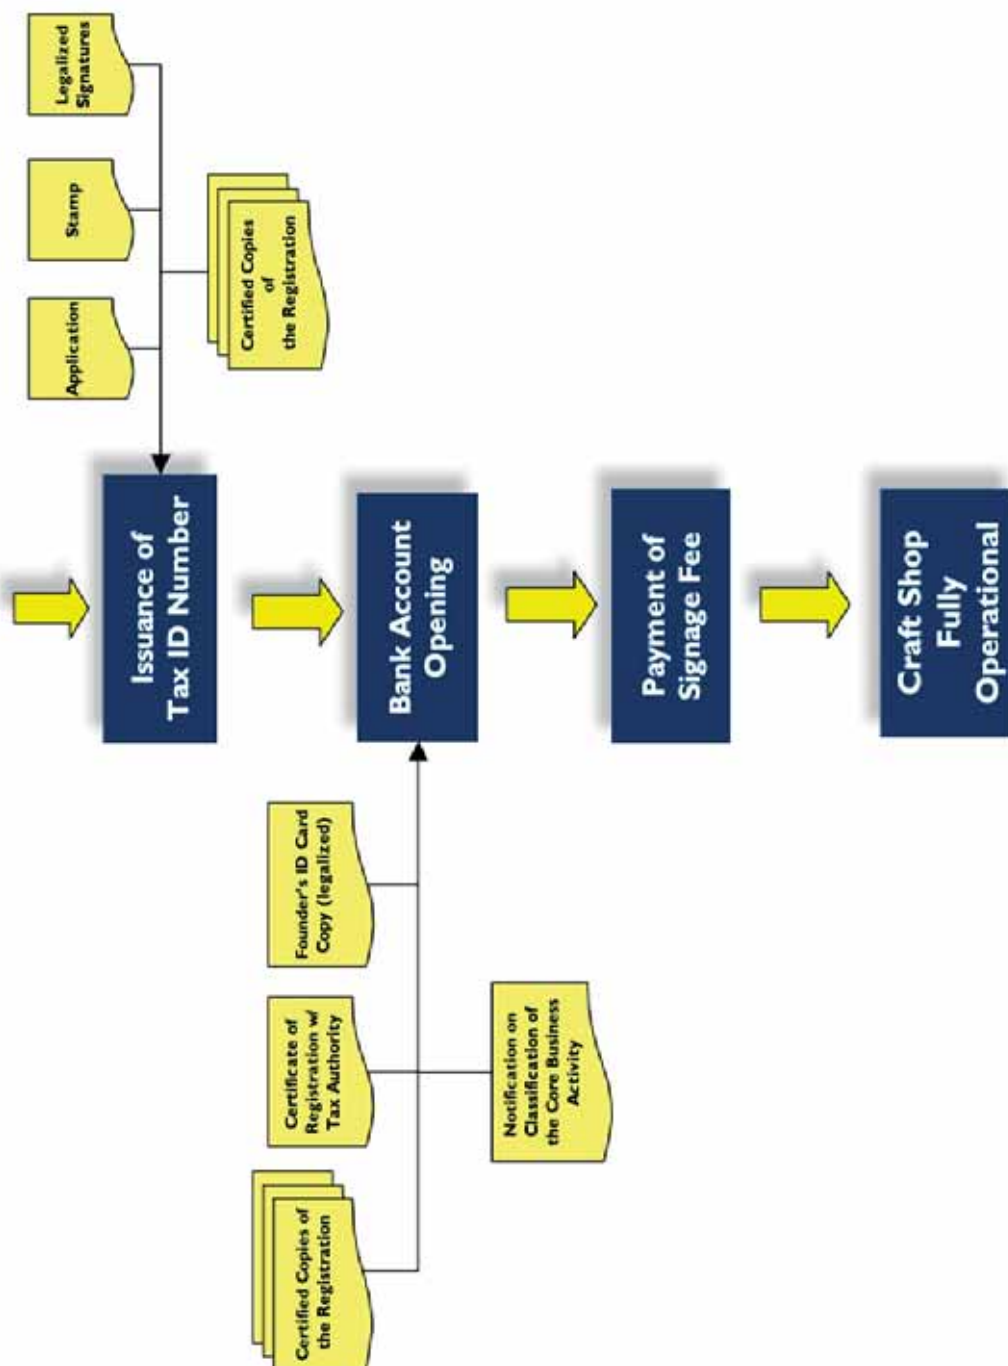 Legalized
Signatures
Stamp
Application
Certified Copies
of
the Registration
Issuance of
Tax ID Number
Bank Account
Opening
Payment of
Signage Fee
Craft Shop
Fully
Operational
Founder's ID Card
Copy (legalized)
Certificate of
Registration w/
Tax Authority
Certified Copies of
the Registration
Notification on
Classification of
the Core Business
Activity